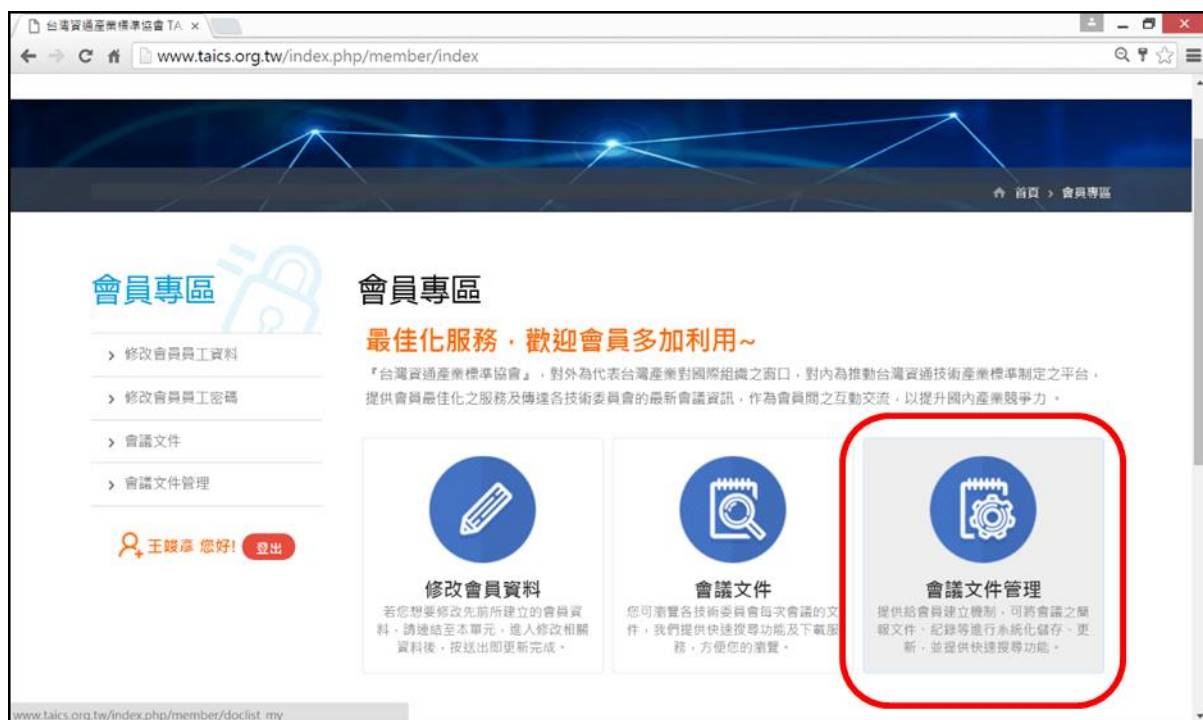 台灣資通產業標準協會 TA
www.taics.org.tw/index.php/member/index
首頁 > 會員專區
會員專區
修改會員員工資料
修改會員員工密碼
會議文件
會議文件管理
王竣彥 您好! 登出
會員專區
最佳化服務，歡迎會員多加利用~
『台灣資通產業標準協會』，對外為代表台灣產業對國際組織之窗口，對內為推動台灣資通技術產業標準制定之平台，
提供會員最佳化之服務及傳達各技術委員會的最新會議資訊，作為會員間之互動交流，以提升國內產業競爭力。
修改會員資料
若您想要修改先前所建立的會員資
料，請連結至本單元，進入修改相關
資料後，按送出即更新完成。
會議文件
您可瀏覽各技術委員會每次會議的文
件，我們提供快速搜尋功能及下載服
務，方便您的瀏覽。
會議文件管理
提供給會員建立機制，可將會議之簡
報文件、紀錄等進行系統化儲存、更
新，並提供快速搜尋功能。
www.taics.org.tw/index.php/member/doclist_my